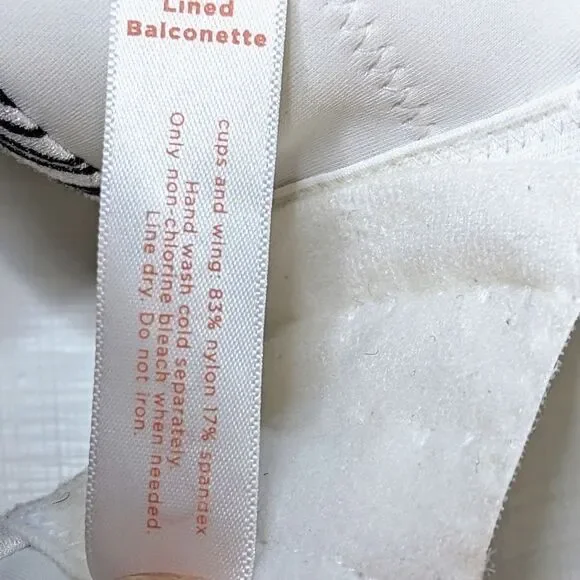 Lined
Balconette
cups and wing 83% nylon 17% spandex
Hand wash cold separately
Only non-chlorine bleach when needed.
Line dry. Do not iron.